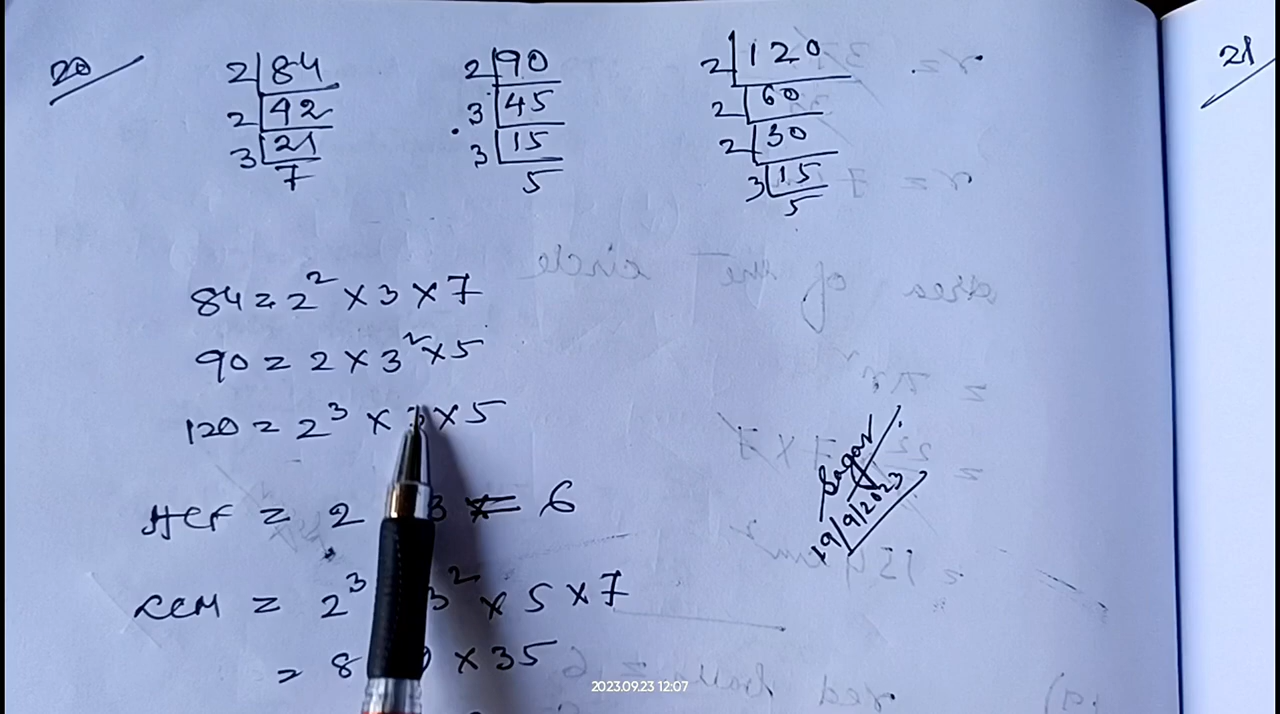 20
2 84
2 42
3 21
7
2 90
3 45
3 15
5
2 120
2 60
2 30
3 15
5
21
84 = 2² × 3 × 7
90 = 2 × 3² × 5
120 = 2³ × × 5
HCF = 2 3 = 6
LCM = 2³ 3² × 5 × 7
= 8 × 35
Sagar
19/9/2023
2023.09.23 12:07